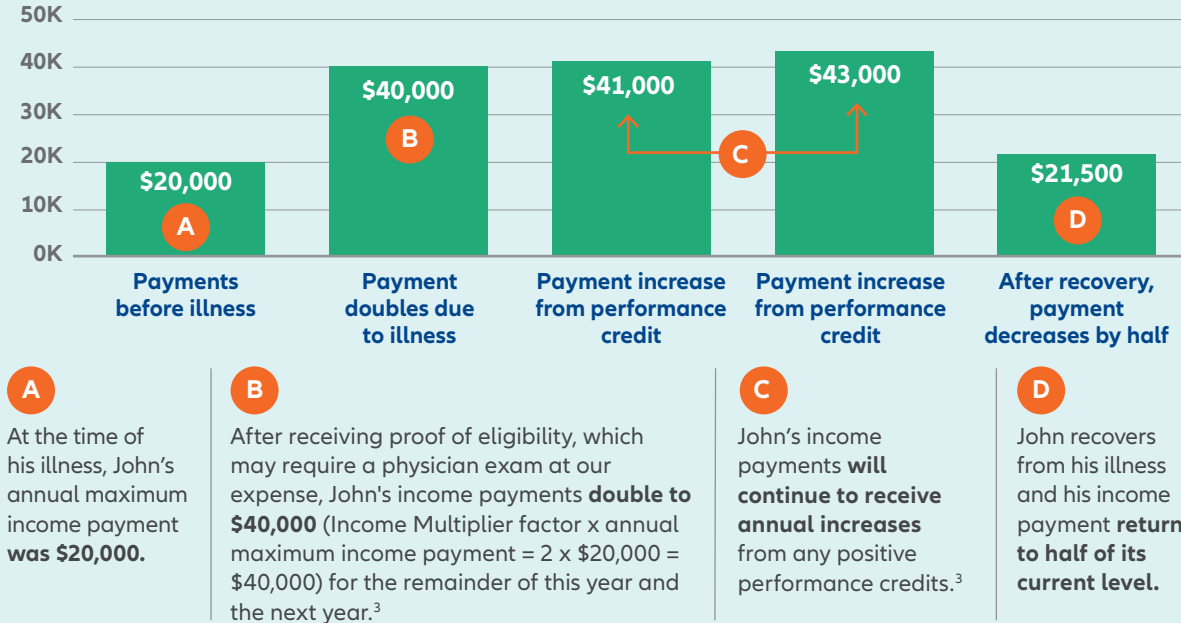 50K
40K
30K
20K
10K
0K
$20,000
A
$40,000
B
$41,000
C
$43,000
$21,500
D
Payments
before illness
Payment
doubles due
to illness
Payment increase
from performance
credit
Payment increase
from performance
credit
After recovery,
payment
decreases by half
A
At the time of
his illness, John's
annual maximum
income payment
was $20,000.
B
After receiving proof of eligibility, which
may require a physician exam at our
expense, John's income payments double to
$40,000 (Income Multiplier factor x annual
maximum income payment = 2 x $20,000 =
$40,000) for the remainder of this year and
the next year.³
C
John's income
payments will
continue to receive
annual increases
from any positive
performance credits.³
D
John recovers
from his illness
and his income
payment return
to half of its
current level.